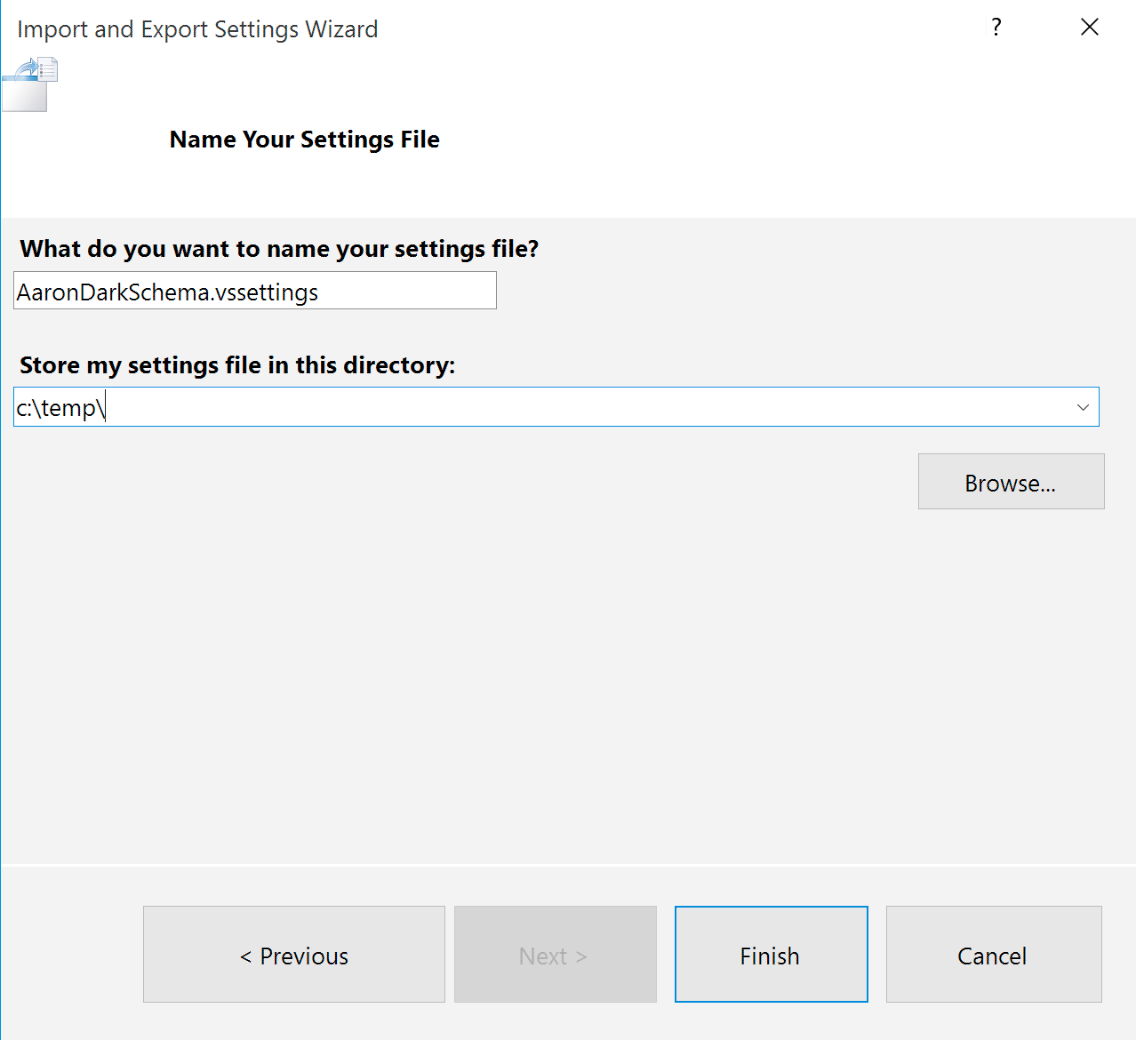 Import and Export Settings Wizard
?
Name Your Settings File
What do you want to name your settings file?
AaronDarkSchema.vssettings
Store my settings file in this directory:
c:\temp\
Browse...
< Previous
Next >
Finish
Cancel